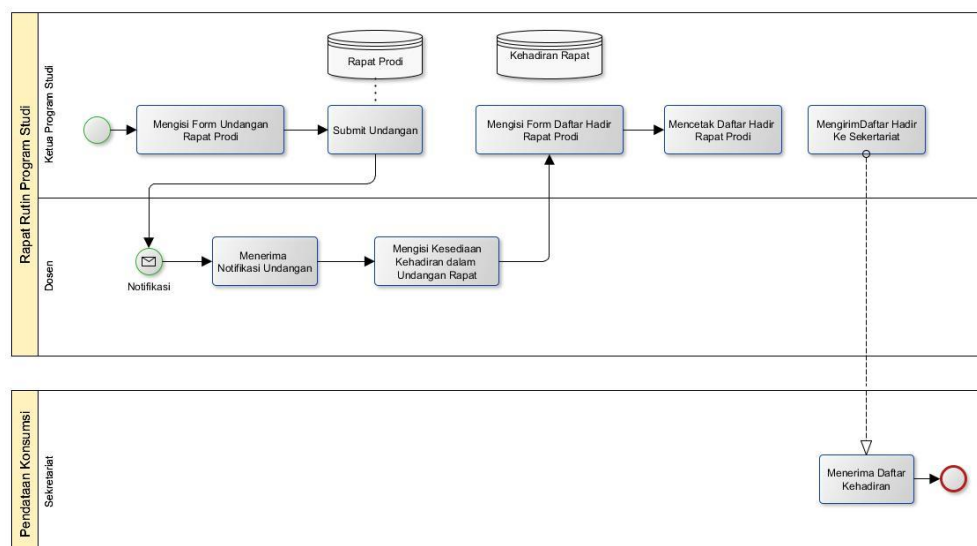 Rapat Rutin Program Studi
Ketua Program Studi
Rapat Prodi
Kehadiran Rapat
Mengisi Form Undangan
Rapat Prodi
Submit Undangan
Mengisi Form Daftar Hadir
Rapat Prodi
Mencetak Daftar Hadir
Rapat Prodi
MengirimDaftar Hadir
Ke Sekertariat
Dosen
Notifikasi
Menerima
Notifikasi Undangan
Mengisi Kesediaan
Kehadiran dalam
Undangan Rapat
Pendataan Konsumsi
Sekretariat
Menerima Daftar
Kehadiran